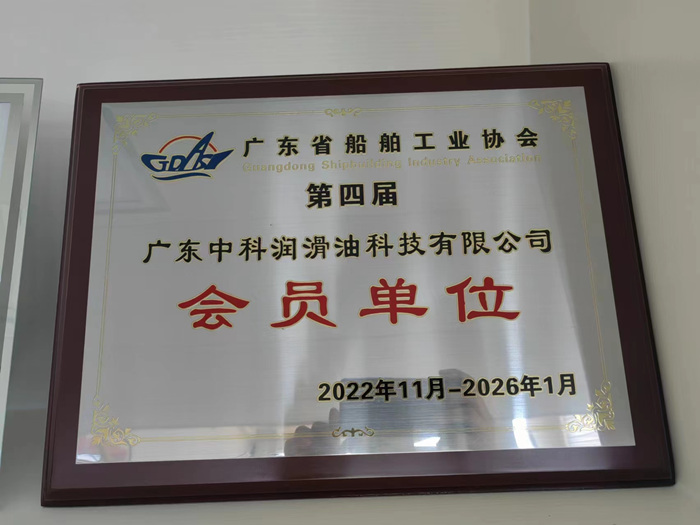 GDASI
广东省船舶工业协会
Guangdong Shipbuilding Industry Association
第四届
广东中科润滑油科技有限公司
会员单位
2022年11月-2026年1月